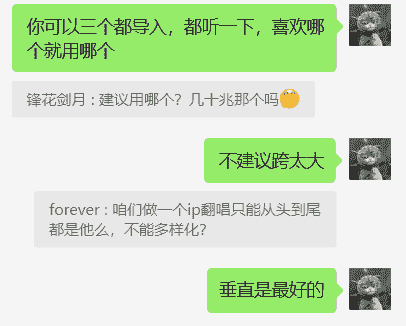 你可以三个都导入，都听一下，喜欢哪
个就用哪个
锋花剑月：建议用哪个？几十兆那个吗
不建议跨太大
forever：咱们做一个ip翻唱只能从头到尾
都是他么，不能多样化?
垂直是最好的